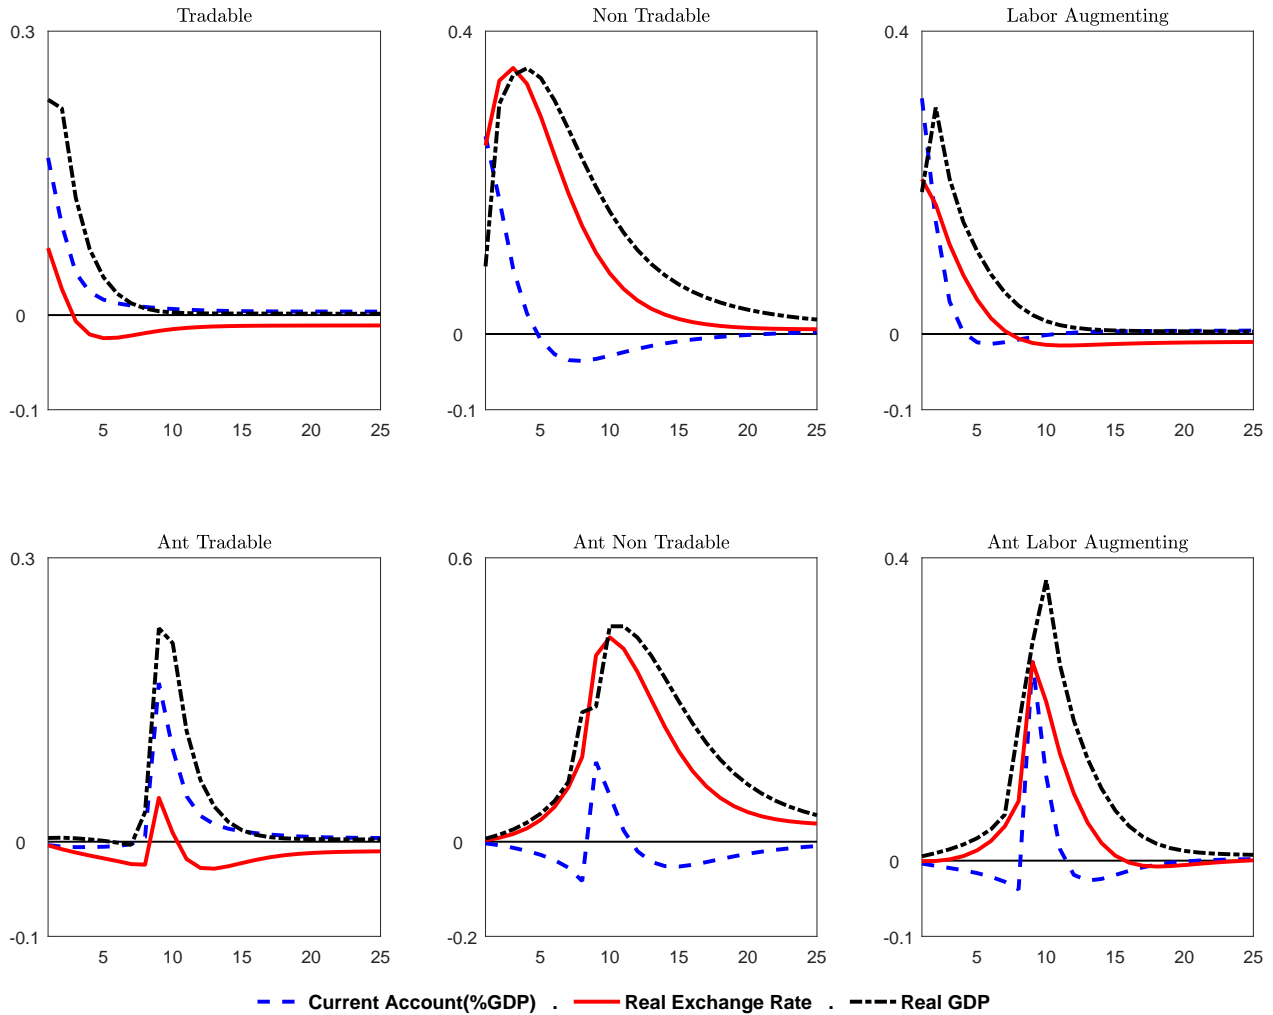 Tradable
Non Tradable
Labor Augmenting
0.3
0
-0.1
5 10 15 20 25
0.4
0
-0.1
5 10 15 20 25
0.4
0
-0.1
5 10 15 20 25
Ant Tradable
Ant Non Tradable
Ant Labor Augmenting
0.3
0
-0.1
5 10 15 20 25
0.6
0
-0.2
5 10 15 20 25
0.4
0
-0.1
5 10 15 20 25
Current Account(%GDP) . Real Exchange Rate . Real GDP